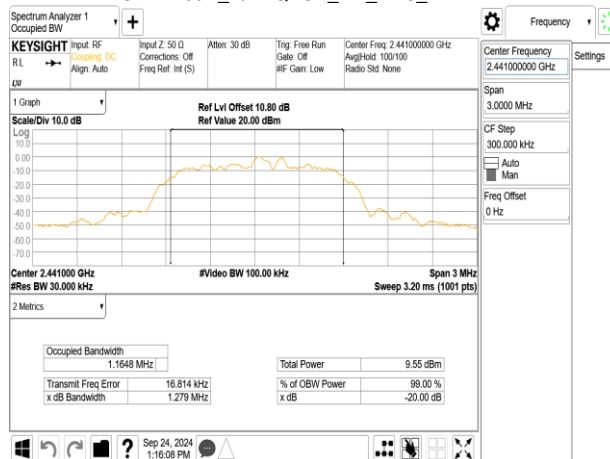 Spectrum Analyzer 1
Occupied BW
KEYSIGHT
RL
LXI
Input: RF
Coupling: DC
Align: Auto
Input Z: 50 Ω
Corrections: Off
Freq Ref: Int (S)
Atten: 30 dB
Trig: Free Run
Gate: Off
#IF Gain: Low
Center Freq: 2.441000000 GHz
Avg|Hold: 100/100
Radio Std: None
1 Graph
Scale/Div 10.0 dB
Ref Lvl Offset 10.80 dB
Ref Value 20.00 dBm
Log
10.0
0.00
-10.0
-20.0
-30.0
-40.0
-50.0
-60.0
-70.0
Center 2.441000 GHz
#Res BW 30.000 kHz
#Video BW 100.00 kHz
Span 3 MHz
Sweep 3.20 ms (1001 pts)
2 Metrics
Occupied Bandwidth
1.1648 MHz
Transmit Freq Error 16.814 kHz
x dB Bandwidth 1.279 MHz
Total Power 9.55 dBm
% of OBW Power 99.00 %
x dB -20.00 dB
Sep 24, 2024
1:16:08 PM
Frequency
Settings
Center Frequency
2.441000000 GHz
Span
3.0000 MHz
CF Step
300.000 kHz
Auto
Man
Freq Offset
0 Hz